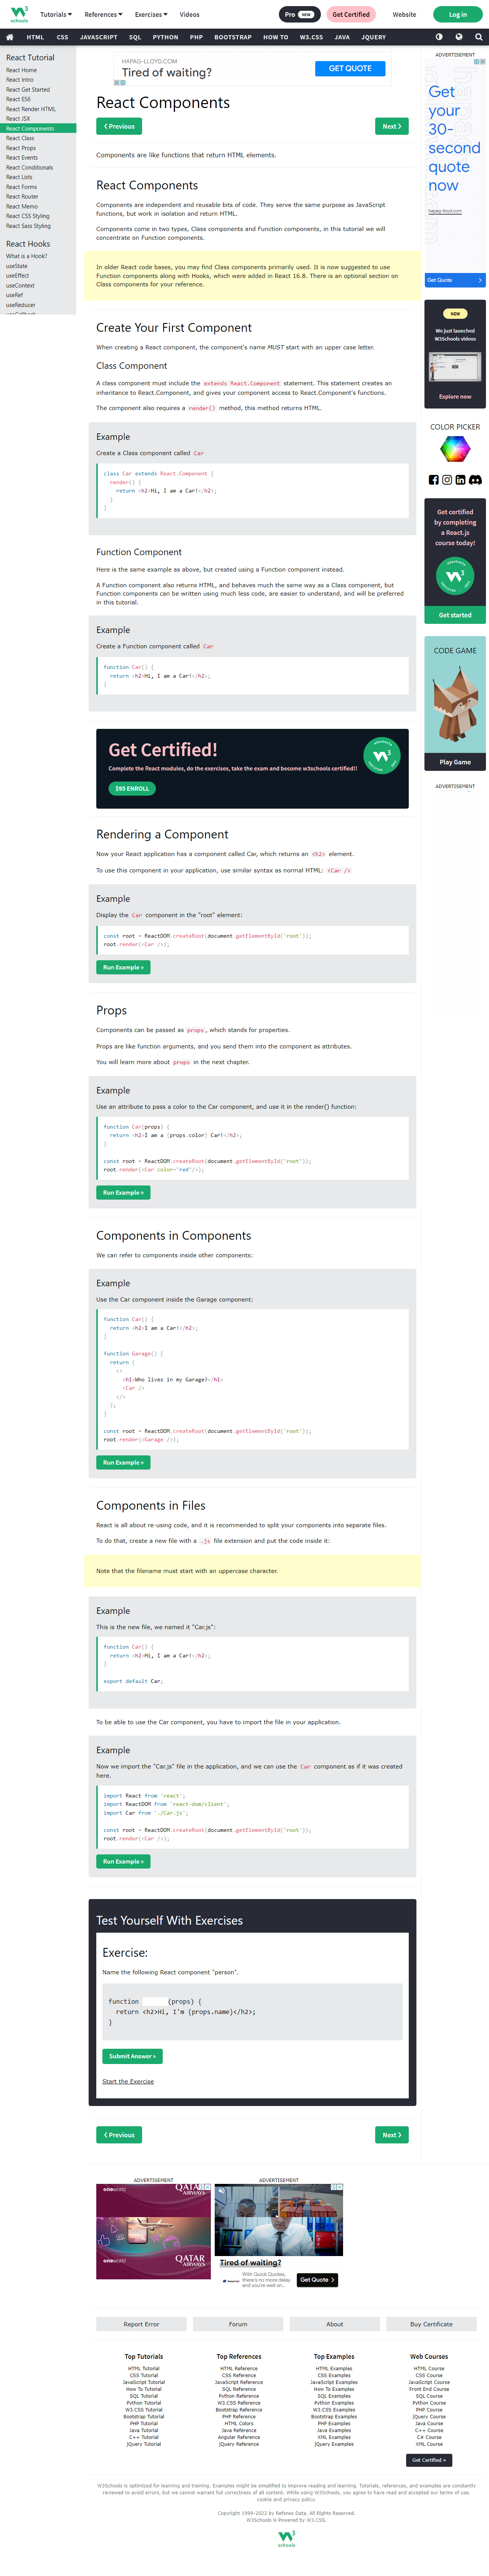 3
schools
Tutorials
References
Exercises
Videos
Pro NEW
Get Certified
Website
Log in
HTML
CSS
JAVASCRIPT
SQL
PYTHON
PHP
BOOTSTRAP
HOW TO
W3.CSS
JAVA
JQUERY
React Tutorial
React Home
React Intro
React Get Started
React ES6
React Render HTML
React JSX
React Components
React Class
React Props
React Events
React Conditionals
React Lists
React Forms
React Router
React Memo
React CSS Styling
React Sass Styling
React Hooks
What is a Hook?
useState
useEffect
useContext
useRef
useReducer
HAPAG-LLOYD.COM
Tired of waiting?
GET QUOTE
React Components
❮ Previous
Next ❯
Components are like functions that return HTML elements.
React Components
Components are independent and reusable bits of code. They serve the same purpose as JavaScript
functions, but work in isolation and return HTML.
Components come in two types, Class components and Function components, in this tutorial we will
concentrate on Function components.
In older React code bases, you may find Class components primarily used. It is now suggested to use
Function components along with Hooks, which were added in React 16.8. There is an optional section on
Class components for your reference.
Create Your First Component
When creating a React component, the component's name MUST start with an upper case letter.
Class Component
A class component must include the extends React.Component statement. This statement creates an
inheritance to React.Component, and gives your component access to React.Component's functions.
The component also requires a render() method, this method returns HTML.
Example
Create a Class component called Car
class Car extends React.Component {
render() {
return <h2>Hi, I am a Car!</h2>;
}
}
Function Component
Here is the same example as above, but created using a Function component instead.
A Function component also returns HTML, and behaves much the same way as a Class component, but
Function components can be written using much less code, are easier to understand, and will be preferred
in this tutorial.
Example
Create a Function component called Car
function Car() {
return <h2>Hi, I am a Car!</h2>;
}
Get Certified!
Complete the React modules, do the exercises, take the exam and become w3schools certified!!
$95 ENROLL
Rendering a Component
Now your React application has a component called Car, which returns an <h2> element.
To use this component in your application, use similar syntax as normal HTML: <Car />
Example
Display the Car component in the "root" element:
const root = ReactDOM.createRoot(document.getElementById('root'));
root.render(<Car />);
Run Example »
Props
Components can be passed as props, which stands for properties.
Props are like function arguments, and you send them into the component as attributes.
You will learn more about props in the next chapter.
Example
Use an attribute to pass a color to the Car component, and use it in the render() function:
function Car(props) {
return <h2>I am a {props.color} Car!</h2>;
}
const root = ReactDOM.createRoot(document.getElementById('root'));
root.render(<Car color="red"/>);
Run Example »
Components in Components
We can refer to components inside other components:
Example
Use the Car component inside the Garage component:
function Car() {
return <h2>I am a Car!</h2>;
}
function Garage() {
return (
<>
<h1>Who lives in my Garage?</h1>
<Car />
</>
);
}
const root = ReactDOM.createRoot(document.getElementById('root'));
root.render(<Garage />);
Run Example »
Components in Files
React is all about re-using code, and it is recommended to split your components into separate files.
To do that, create a new file with a .js file extension and put the code inside it:
Note that the filename must start with an uppercase character.
Example
This is the new file, we named it "Car.js":
function Car() {
return <h2>Hi, I am a Car!</h2>;
}
export default Car;
To be able to use the Car component, you have to import the file in your application.
Example
Now we import the "Car.js" file in the application, and we can use the Car component as if it was created
here.
import React from 'react';
import ReactDOM from 'react-dom/client';
import Car from './Car.js';
const root = ReactDOM.createRoot(document.getElementById('root'));
root.render(<Car />);
Run Example »
Test Yourself With Exercises
Exercise:
Name the following React component "person".
function (props) {
return <h2>Hi, I'm {props.name}</h2>;
}
Submit Answer »
Start the Exercise
❮ Previous
Next ❯
ADVERTISEMENT
Get
your
30-
second
quote
now
hapag-lloyd.com
Get Quote
NEW
We just launched
W3Schools videos
Explore now
COLOR PICKER
Get certified
by completing
a React.js
course today!
Get started
CODE GAME
Play Game
ADVERTISEMENT
ADVERTISEMENT
oneworld
QATAR
AIRWAYS
oneworld
QATAR
AIRWAYS
ADVERTISEMENT
Tired of waiting?
With Quick Quotes,
there's no more delay
and you're well on...
Get Quote
Report Error
Forum
About
Buy Certificate
Top Tutorials
HTML Tutorial
CSS Tutorial
JavaScript Tutorial
How To Tutorial
SQL Tutorial
Python Tutorial
W3.CSS Tutorial
Bootstrap Tutorial
PHP Tutorial
Java Tutorial
C++ Tutorial
jQuery Tutorial
Top References
HTML Reference
CSS Reference
JavaScript Reference
SQL Reference
Python Reference
W3.CSS Reference
Bootstrap Reference
PHP Reference
HTML Colors
Java Reference
Angular Reference
jQuery Reference
Top Examples
HTML Examples
CSS Examples
JavaScript Examples
How To Examples
SQL Examples
Python Examples
W3.CSS Examples
Bootstrap Examples
PHP Examples
Java Examples
XML Examples
jQuery Examples
Web Courses
HTML Course
CSS Course
JavaScript Course
Front End Course
SQL Course
Python Course
PHP Course
jQuery Course
Java Course
C++ Course
C# Course
XML Course
Get Certified »
W3Schools is optimized for learning and training. Examples might be simplified to improve reading and learning. Tutorials, references, and examples are constantly
reviewed to avoid errors, but we cannot warrant full correctness of all content. While using W3Schools, you agree to have read and accepted our terms of use,
cookie and privacy policy.
Copyright 1999-2022 by Refsnes Data. All Rights Reserved.
W3Schools is Powered by W3.CSS.
3
schools